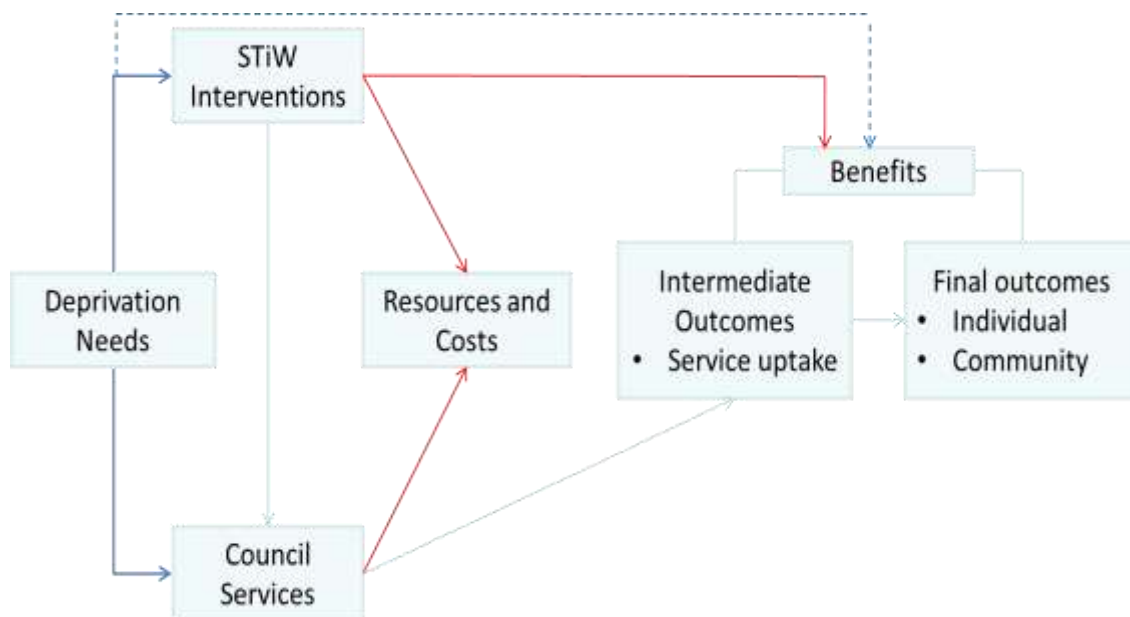 STiW
Interventions
Benefits
Deprivation
Needs
Resources and
Costs
Intermediate
Outcomes
• Service uptake
Final outcomes
• Individual
• Community
Council
Services